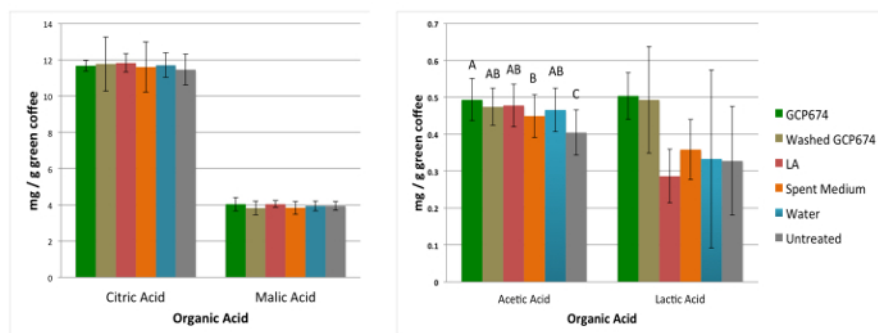 14
12
10
8
6
4
2
0
mg / g green coffee
Citric Acid
Malic Acid
Organic Acid
0.7
0.6
0.5
0.4
0.3
0.2
0.1
0
mg / g green coffee
A
AB
AB
B
AB
C
Acetic Acid
Lactic Acid
Organic Acid
GCP674
Washed GCP674
LA
Spent Medium
Water
Untreated